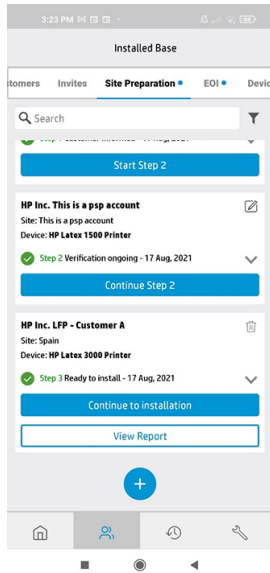 3:23 PM
Installed Base
tomers Invites Site Preparation EOI Devic
Search
Start Step 2
HP Inc. This is a psp account
Site: This is a psp account
Device: HP Latex 1500 Printer
Step 2 Verification ongoing - 17 Aug, 2021
Continue Step 2
HP Inc. LFP - Customer A
Site: Spain
Device: HP Latex 3000 Printer
Step 3 Ready to install - 17 Aug, 2021
Continue to installation
View Report
+